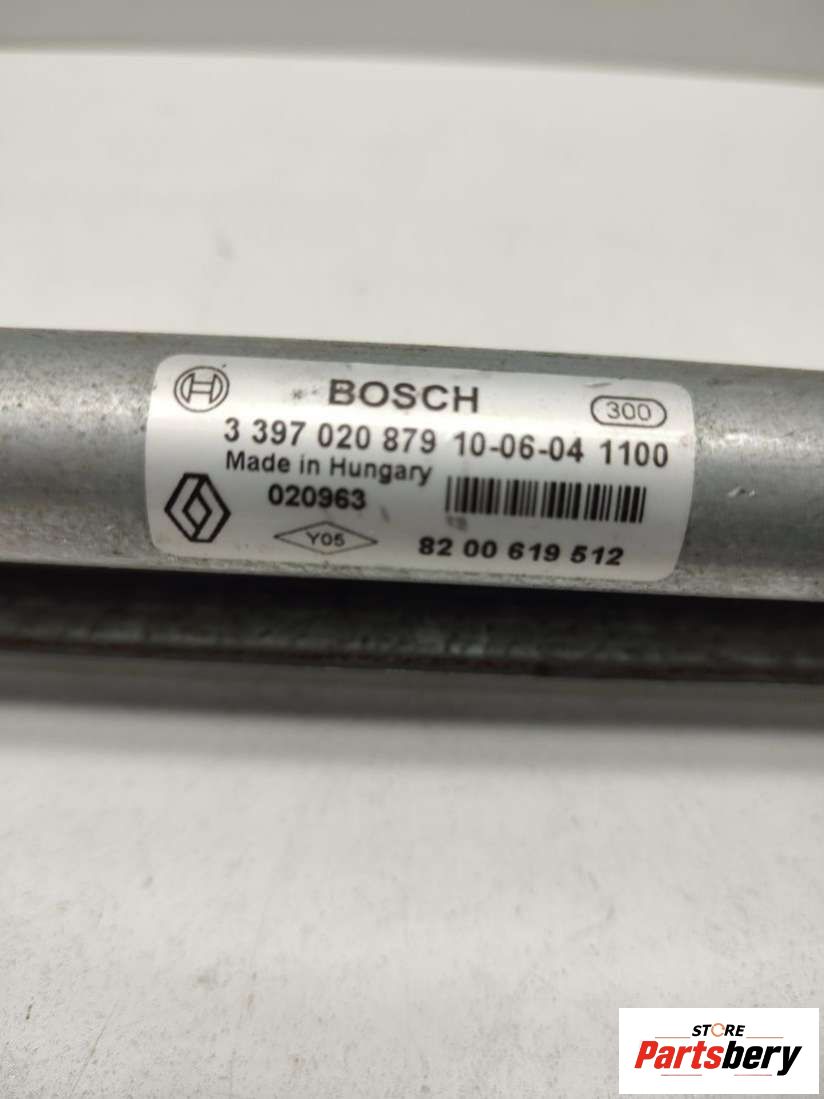 BOSCH
300
3 397 020 879 10-06-04 1100
Made in Hungary
020963
Y05
82 00 619 512
STORE
Partsbery